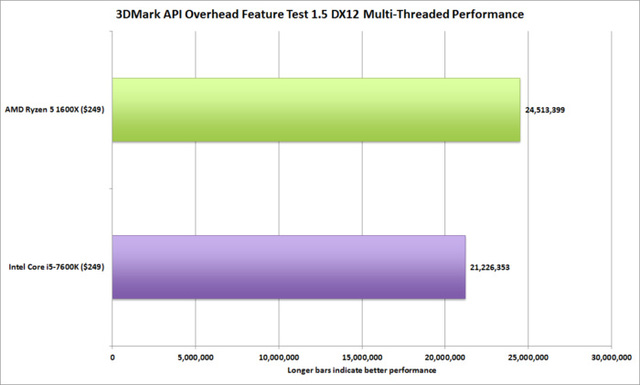 3DMark API Overhead Feature Test 1.5 DX12 Multi-Threaded Performance
AMD Ryzen 5 1600X ($249)
24,513,399
Intel Core i5-7600K ($249)
21,226,353
0 5,000,000 10,000,000 15,000,000 20,000,000 25,000,000 30,000,000
Longer bars indicate better performance